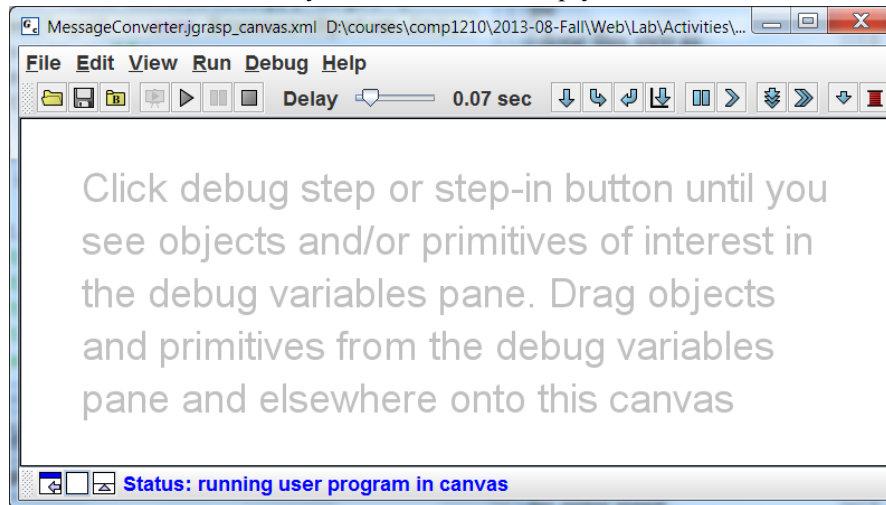 MessageConverter.jgrasp_canvas.xml D:\courses\comp1210\2013-08-Fall\Web\Lab\Activities\...
File Edit View Run Debug Help
Delay 0.07 sec
Click debug step or step-in button until you
see objects and/or primitives of interest in
the debug variables pane. Drag objects
and primitives from the debug variables
pane and elsewhere onto this canvas
Status: running user program in canvas